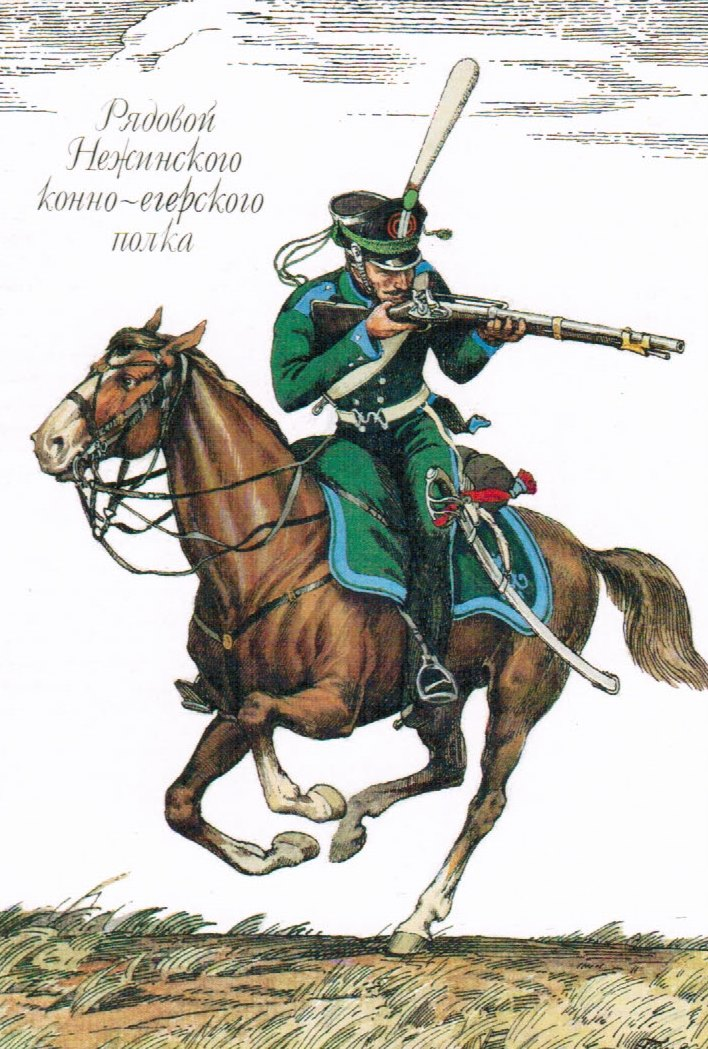 Рядовой
Нежинского
конно-егерского
полка